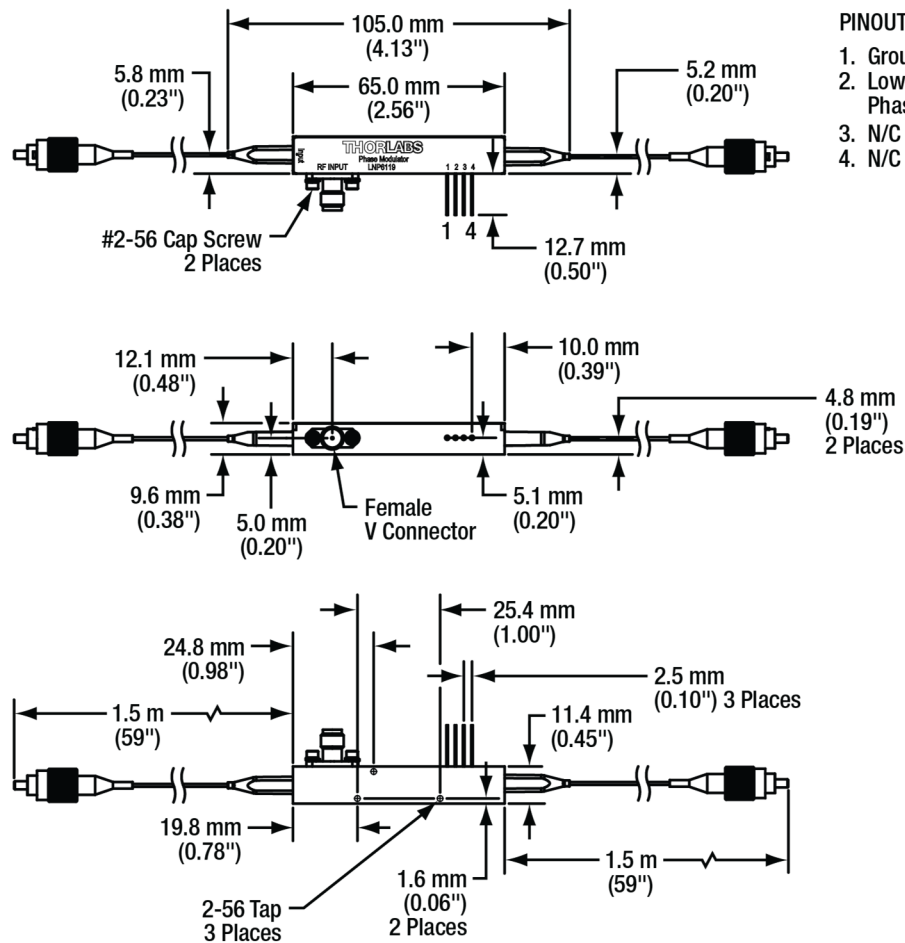 105.0 mm
(4.13")
5.8 mm
(0.23")
65.0 mm
(2.56")
5.2 mm
(0.20")
PINOUT
1. Grou
2. Low
Phas
3. N/C
4. N/C
Input
THORLABS
Phase Modulator
LNP6119
RF INPUT
1 2 3 4
1 4
#2-56 Cap Screw
2 Places
12.7 mm
(0.50")
12.1 mm
(0.48")
10.0 mm
(0.39")
4.8 mm
(0.19")
2 Places
9.6 mm
(0.38")
5.0 mm
(0.20")
Female
V Connector
5.1 mm
(0.20")
25.4 mm
(1.00")
24.8 mm
(0.98")
2.5 mm
(0.10") 3 Places
1.5 m
(59")
11.4 mm
(0.45")
19.8 mm
(0.78")
1.6 mm
(0.06")
2 Places
1.5 m
(59")
2-56 Tap
3 Places